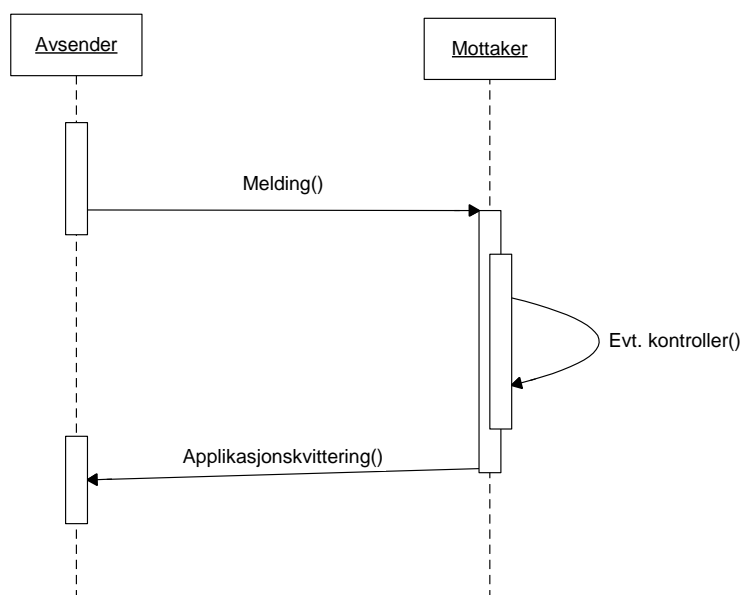 Avsender
Mottaker
Melding()
Evt. kontroller()
Applikasjonskvittering()